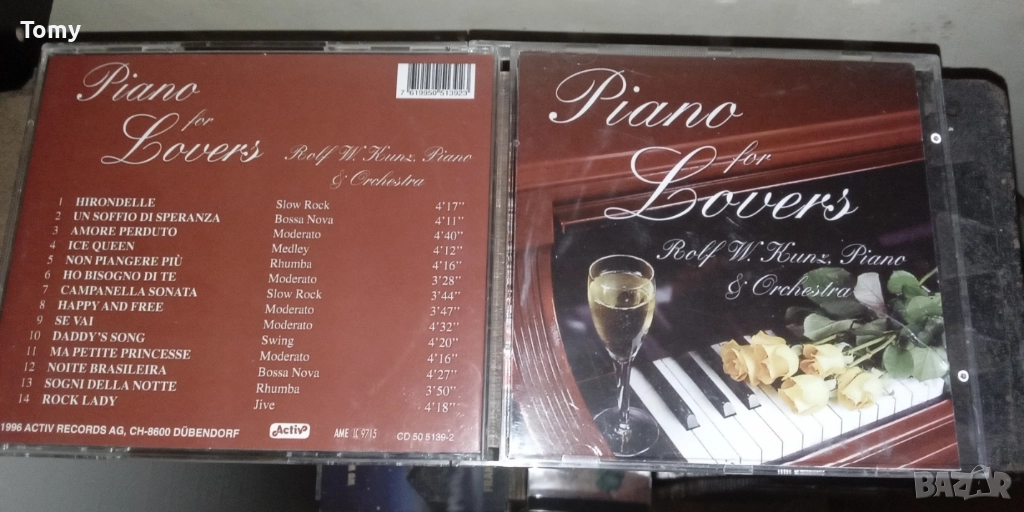 Tomy
Piano
for
Lovers
Rolf W. Kunz, Piano
& Orchestra
7 619950 513923
1 HIRONDELLE Slow Rock 4'17"
2 UN SOFFIO DI SPERANZA Bossa Nova 4'11"
3 AMORE PERDUTO Moderato 4'40"
4 ICE QUEEN Medley 4'12"
5 NON PIANGERE PIÙ Rhumba 4'16"
6 HO BISOGNO DI TE Moderato 3'28"
7 CAMPANELLA SONATA Slow Rock 3'44"
8 HAPPY AND FREE Moderato 3'47"
9 SE VAI Moderato 4'32"
10 DADDY'S SONG Swing 4'20"
11 MA PETITE PRINCESSE Moderato 4'16"
12 NOITE BRASILEIRA Bossa Nova 4'27"
13 SOGNI DELLA NOTTE Rhumba 3'50"
14 ROCK LADY Jive 4'18"
1996 ACTIV RECORDS AG, CH-8600 DÜBENDORF Activ AME CD 50 5139-2
Piano
for
Lovers
Rolf W. Kunz, Piano
& Orchestra
BAZAR